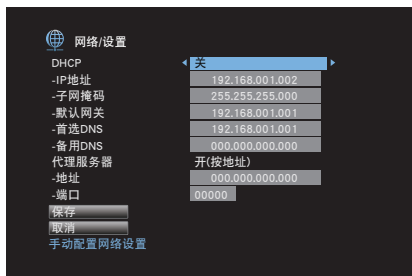 网络/设置
DHCP 关
-IP地址 192.168.001.002
-子网掩码 255.255.255.000
-默认网关 192.168.001.001
-首选DNS 192.168.001.001
-备用DNS 000.000.000.000
代理服务器 开(按地址)
-地址 000.000.000.000
-端口 00000
保存
取消
手动配置网络设置